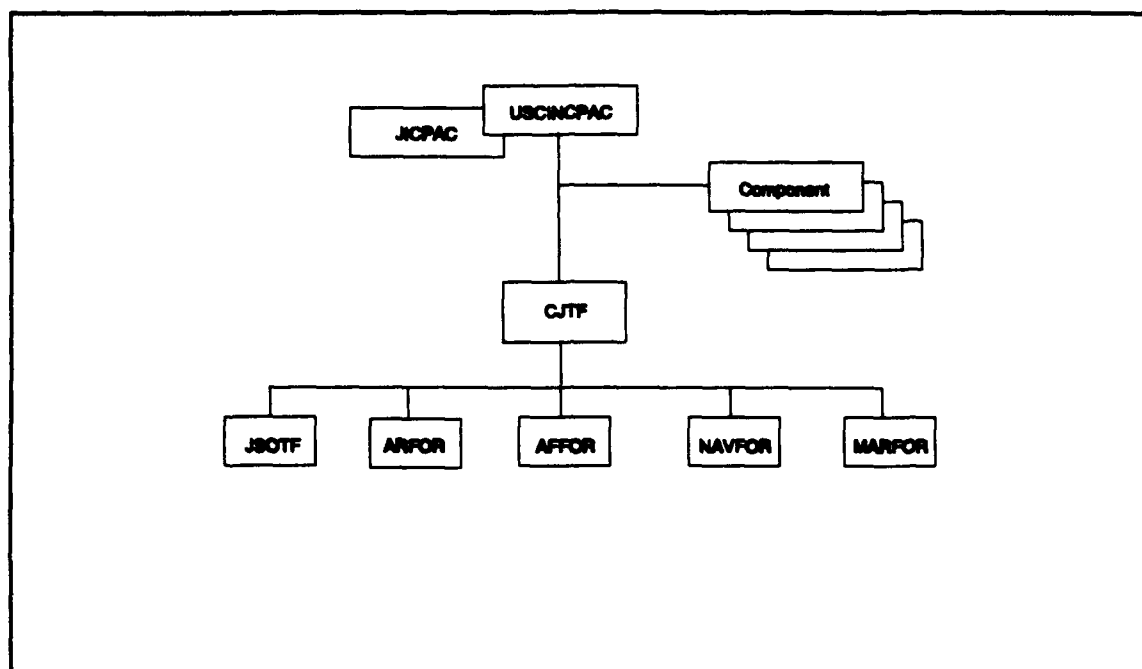 USCINCPAC
JICPAC
Component
CJTF
JSOTF
ARFOR
AFFOR
NAVFOR
MARFOR